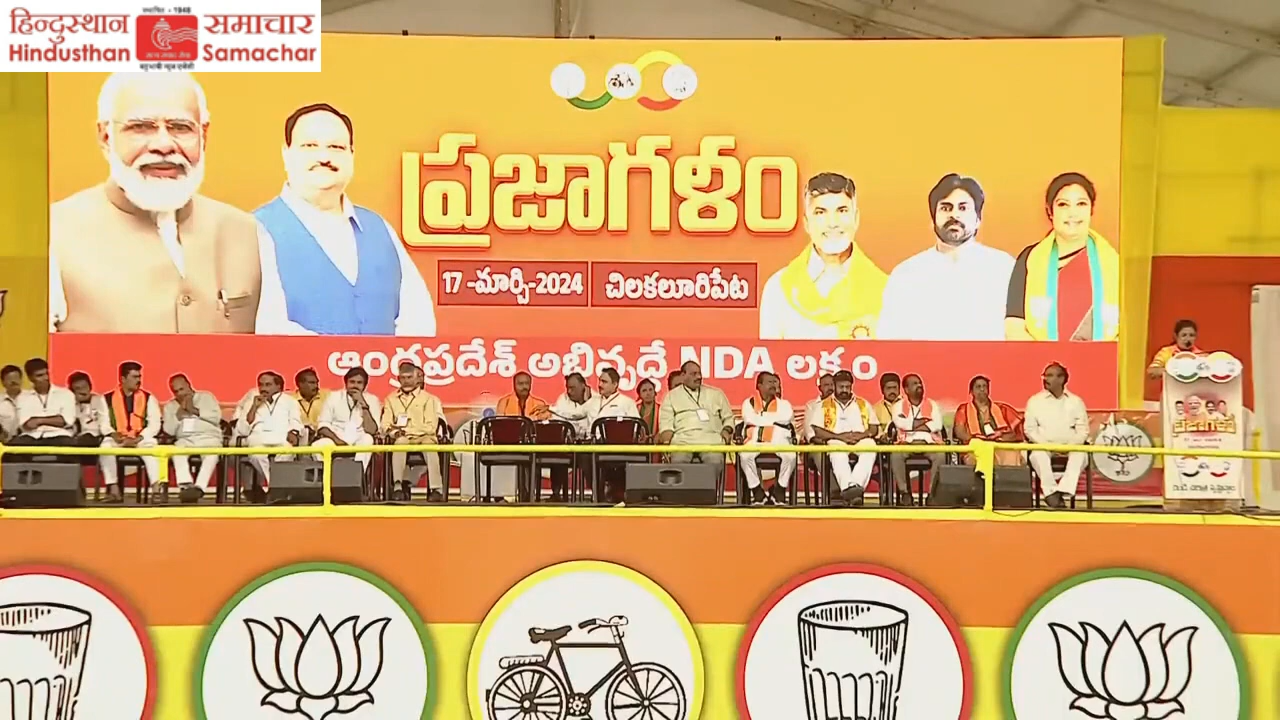 हिन्दुस्थान समाचार
Hindusthan Samachar
ప్రజాగళం
17 -మార్చి-2024 చిలకలూరిపేట
ఆంధ్రప్రదేశ్ అభివృద్ధే NDA లక్ష్యం